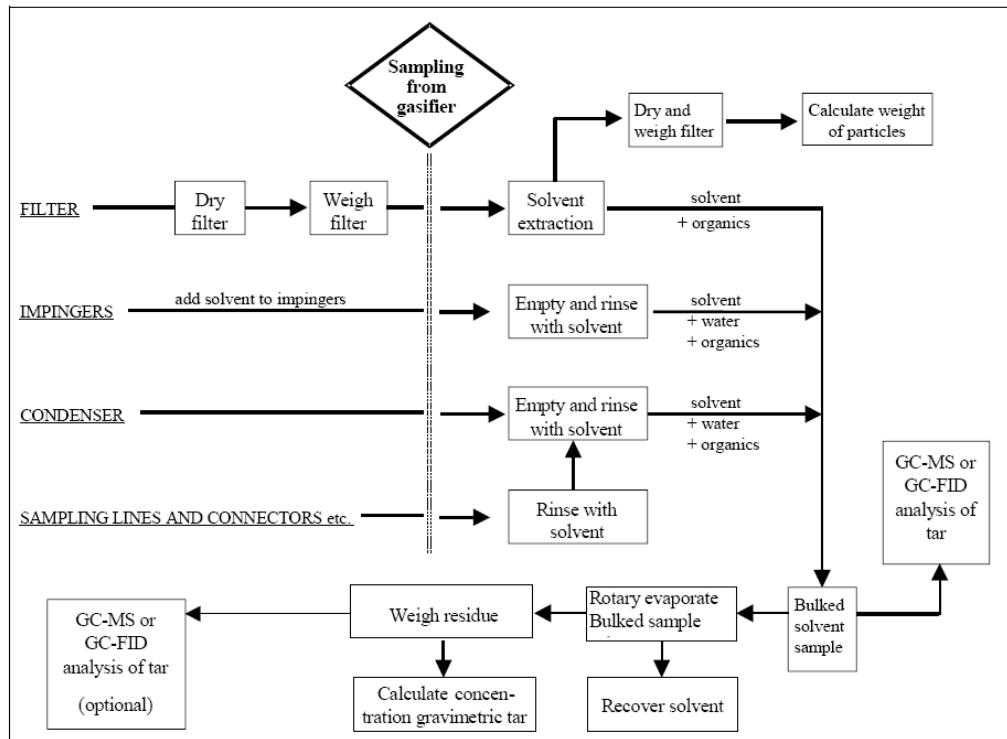 Sampling
from
gasifier
Dry and
weigh filter
Calculate weight
of particles
FILTER
Dry
filter
Weigh
filter
Solvent
extraction
solvent
+ organics
IMPINGERS
add solvent to impingers
Empty and rinse
with solvent
solvent
+ water
+ organics
CONDENSER
Empty and rinse
with solvent
solvent
+ water
+ organics
GC-MS or
GC-FID
analysis of
tar
SAMPLING LINES AND CONNECTORS etc.
Rinse with
solvent
GC-MS or
GC-FID
analysis of tar
(optional)
Weigh residue
Rotary evaporate
Bulked sample
Bulked
solvent
sample
Calculate concen-
tration gravimetric tar
Recover solvent